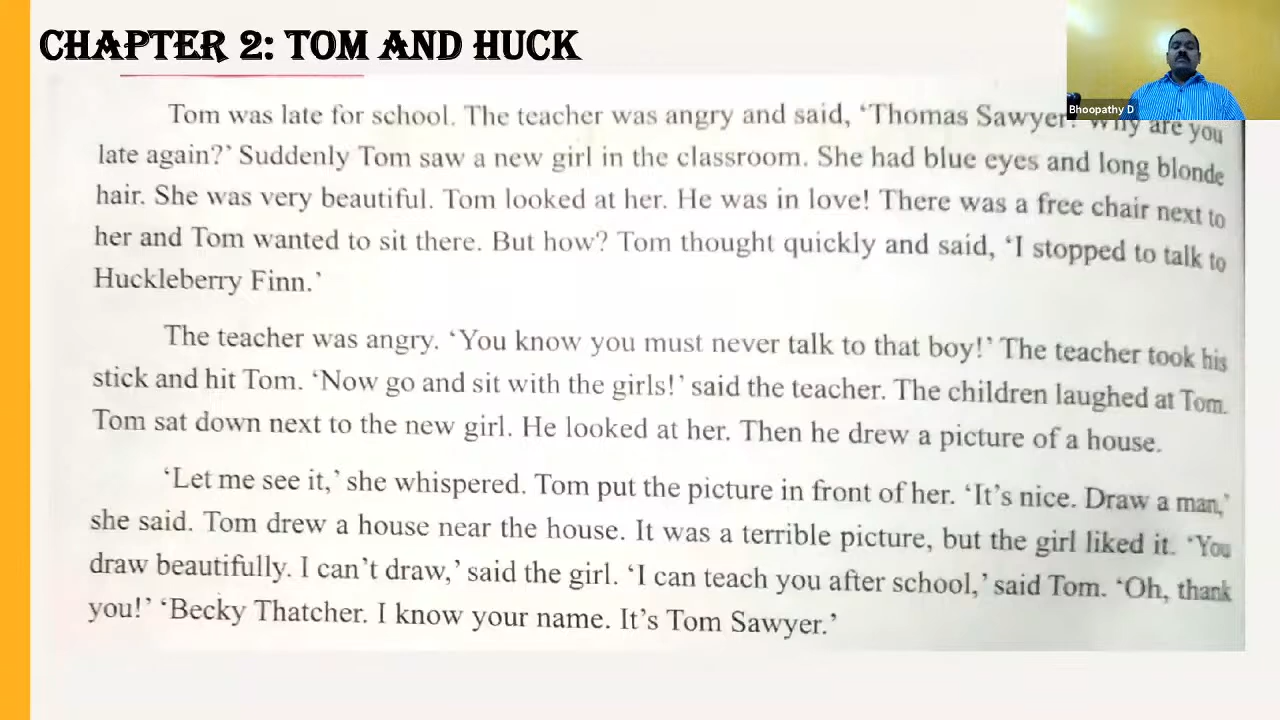 CHAPTER 2: TOM AND HUCK
Bhoopathy D
Tom was late for school. The teacher was angry and said, ‘Thomas Sawyer! Why are you
late again?’ Suddenly Tom saw a new girl in the classroom. She had blue eyes and long blonde
hair. She was very beautiful. Tom looked at her. He was in love! There was a free chair next to
her and Tom wanted to sit there. But how? Tom thought quickly and said, ‘I stopped to talk to
Huckleberry Finn.’
The teacher was angry. ‘You know you must never talk to that boy!’ The teacher took his
stick and hit Tom. ‘Now go and sit with the girls!’ said the teacher. The children laughed at Tom.
Tom sat down next to the new girl. He looked at her. Then he drew a picture of a house.
‘Let me see it,’ she whispered. Tom put the picture in front of her. ‘It’s nice. Draw a man,’
she said. Tom drew a house near the house. It was a terrible picture, but the girl liked it. ‘You
draw beautifully. I can’t draw,’ said the girl. ‘I can teach you after school,’ said Tom. ‘Oh, thank
you!’ ‘Becky Thatcher. I know your name. It’s Tom Sawyer.’